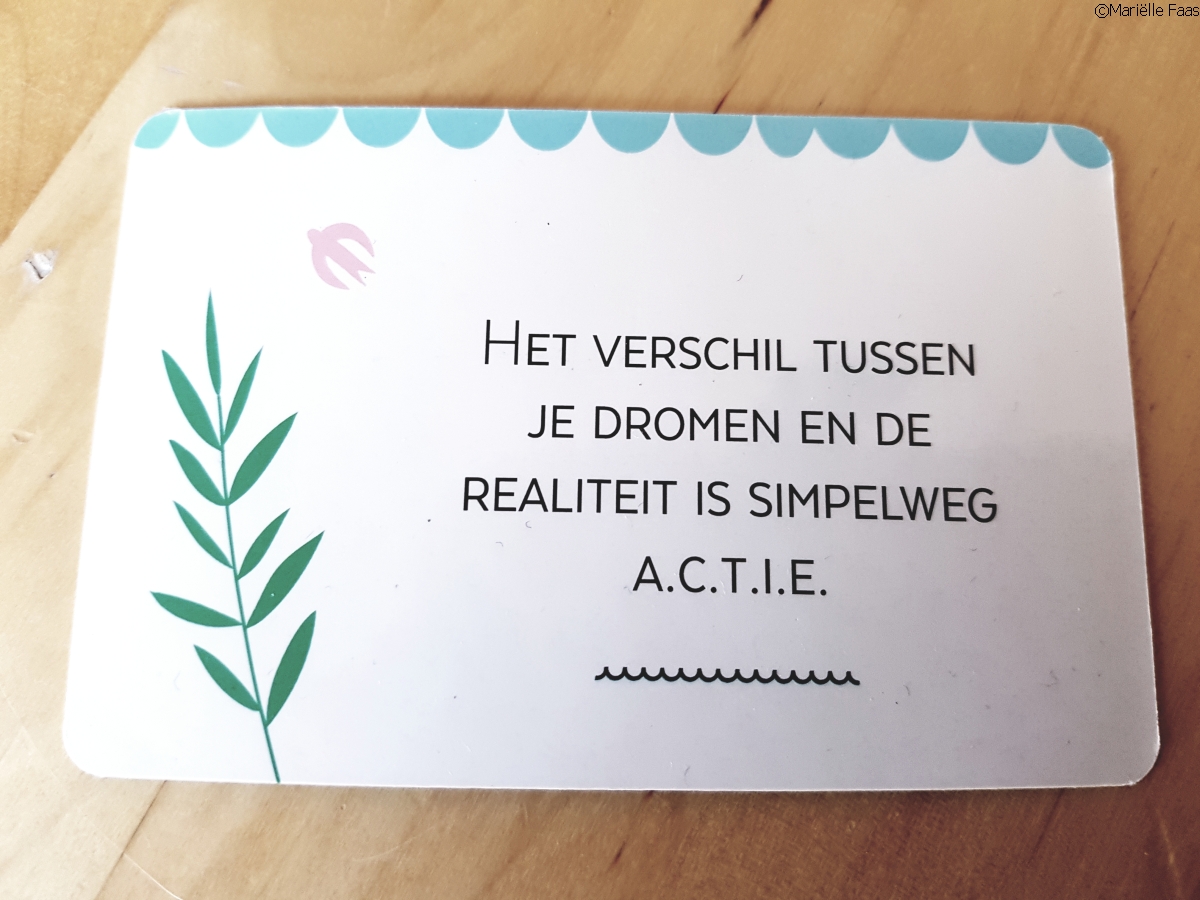 ©Mariëlle Faas
Het verschil tussen
je dromen en de
realiteit is simpelweg
A.C.T.I.E.